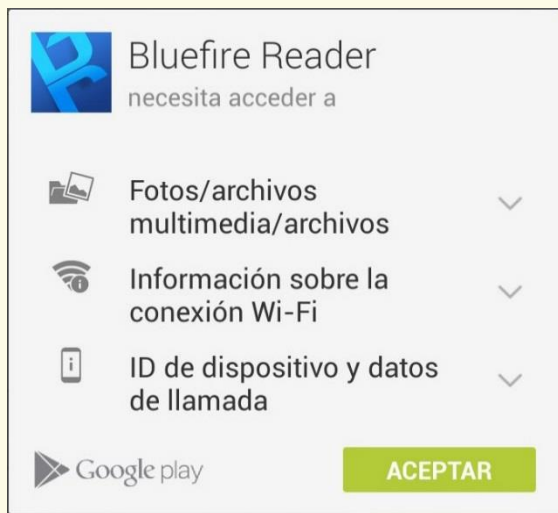 Bluefire Reader
necesita acceder a
Fotos/archivos
multimedia/archivos
Información sobre la
conexión Wi-Fi
ID de dispositivo y datos
de llamada
Google play
ACEPTAR